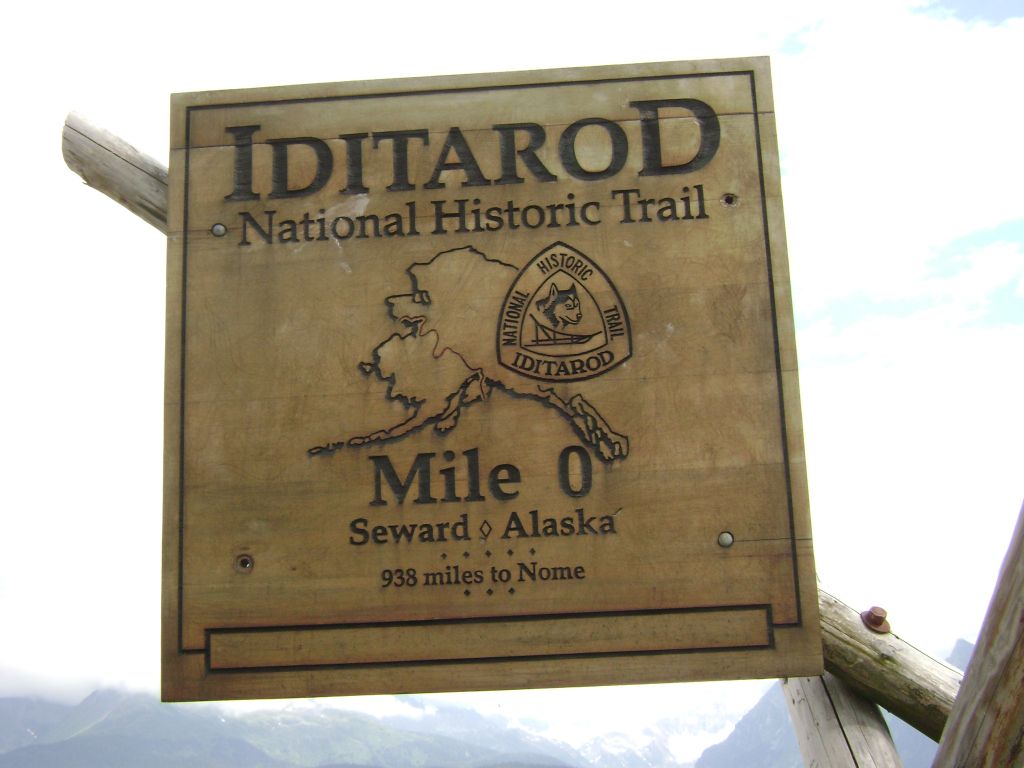 IDITAROD
National Historic Trail
NATIONAL HISTORIC TRAIL
IDITAROD
Mile 0
Seward ◊ Alaska
938 miles to Nome